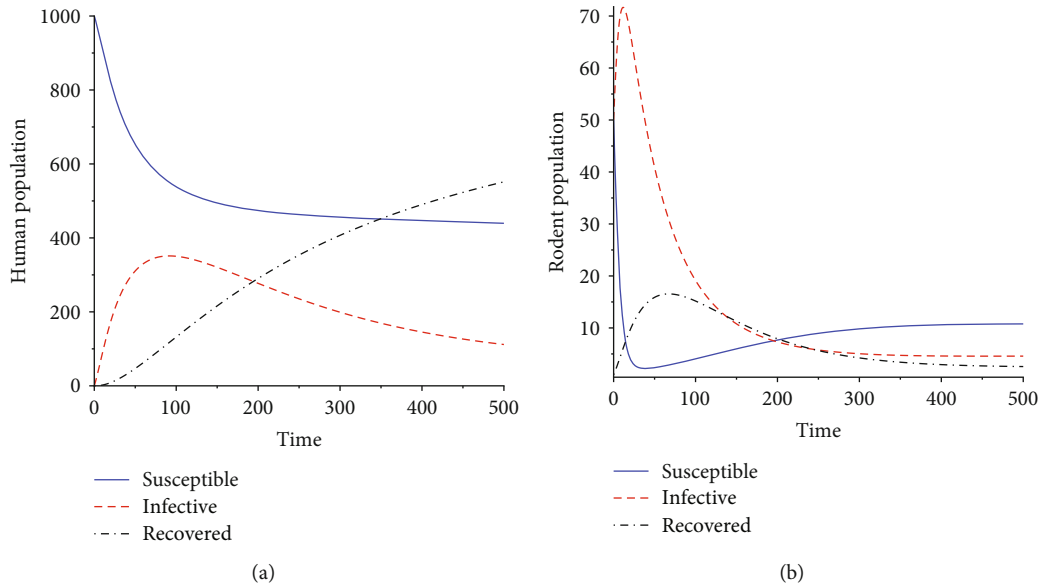 1000
800
600
400
200
0
Human population
0 100 200 300 400 500
Time
Susceptible
Infective
Recovered
(a)
70
60
50
40
30
20
10
Rodent population
0 100 200 300 400 500
Time
Susceptible
Infective
Recovered
(b)